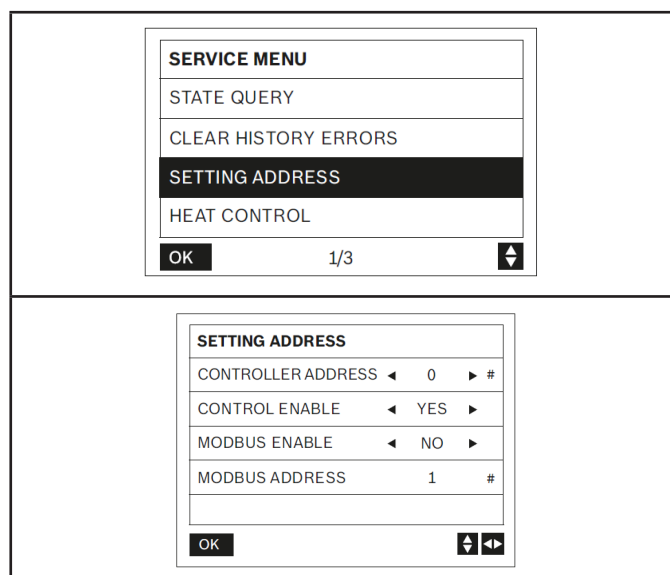 SERVICE MENU
STATE QUERY
CLEAR HISTORY ERRORS
SETTING ADDRESS
HEAT CONTROL
OK 1/3
SETTING ADDRESS
CONTROLLER ADDRESS ◄ 0 ► #
CONTROL ENABLE ◄ YES ►
MODBUS ENABLE ◄ NO ►
MODBUS ADDRESS 1 #
OK